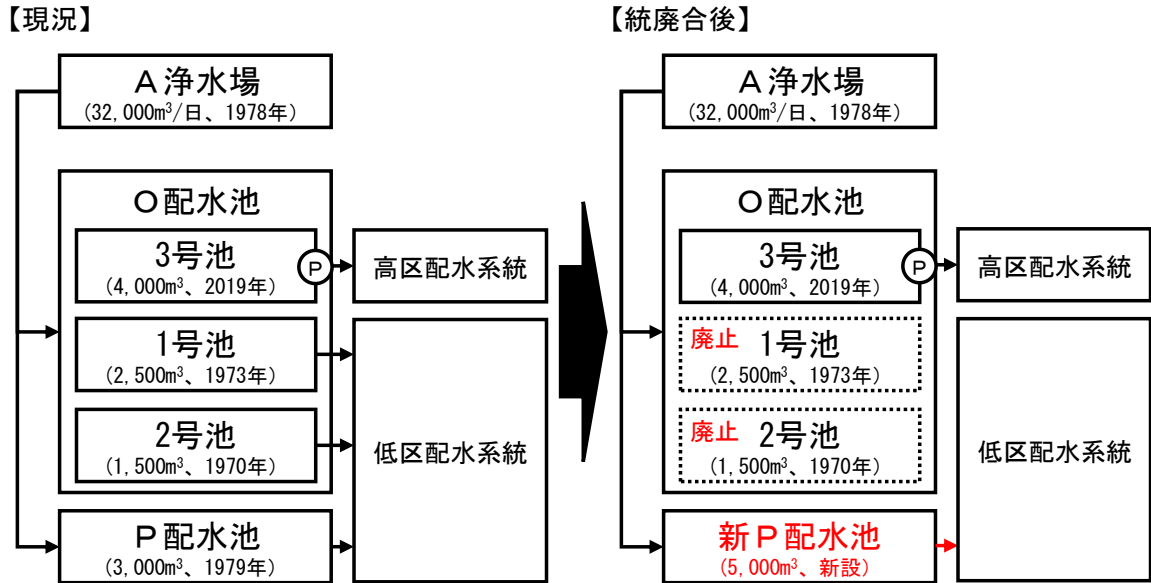 【現況】
A浄水場
(32,000m³/日、1978年)
O配水池
3号池
(4,000m³、2019年)
P
高区配水系統
1号池
(2,500m³、1973年)
2号池
(1,500m³、1970年)
低区配水系統
P配水池
(3,000m³、1979年)
【統廃合後】
A浄水場
(32,000m³/日、1978年)
O配水池
3号池
(4,000m³、2019年)
P
高区配水系統
廃止 1号池
(2,500m³、1973年)
廃止 2号池
(1,500m³、1970年)
低区配水系統
新P配水池
(5,000m³、新設)